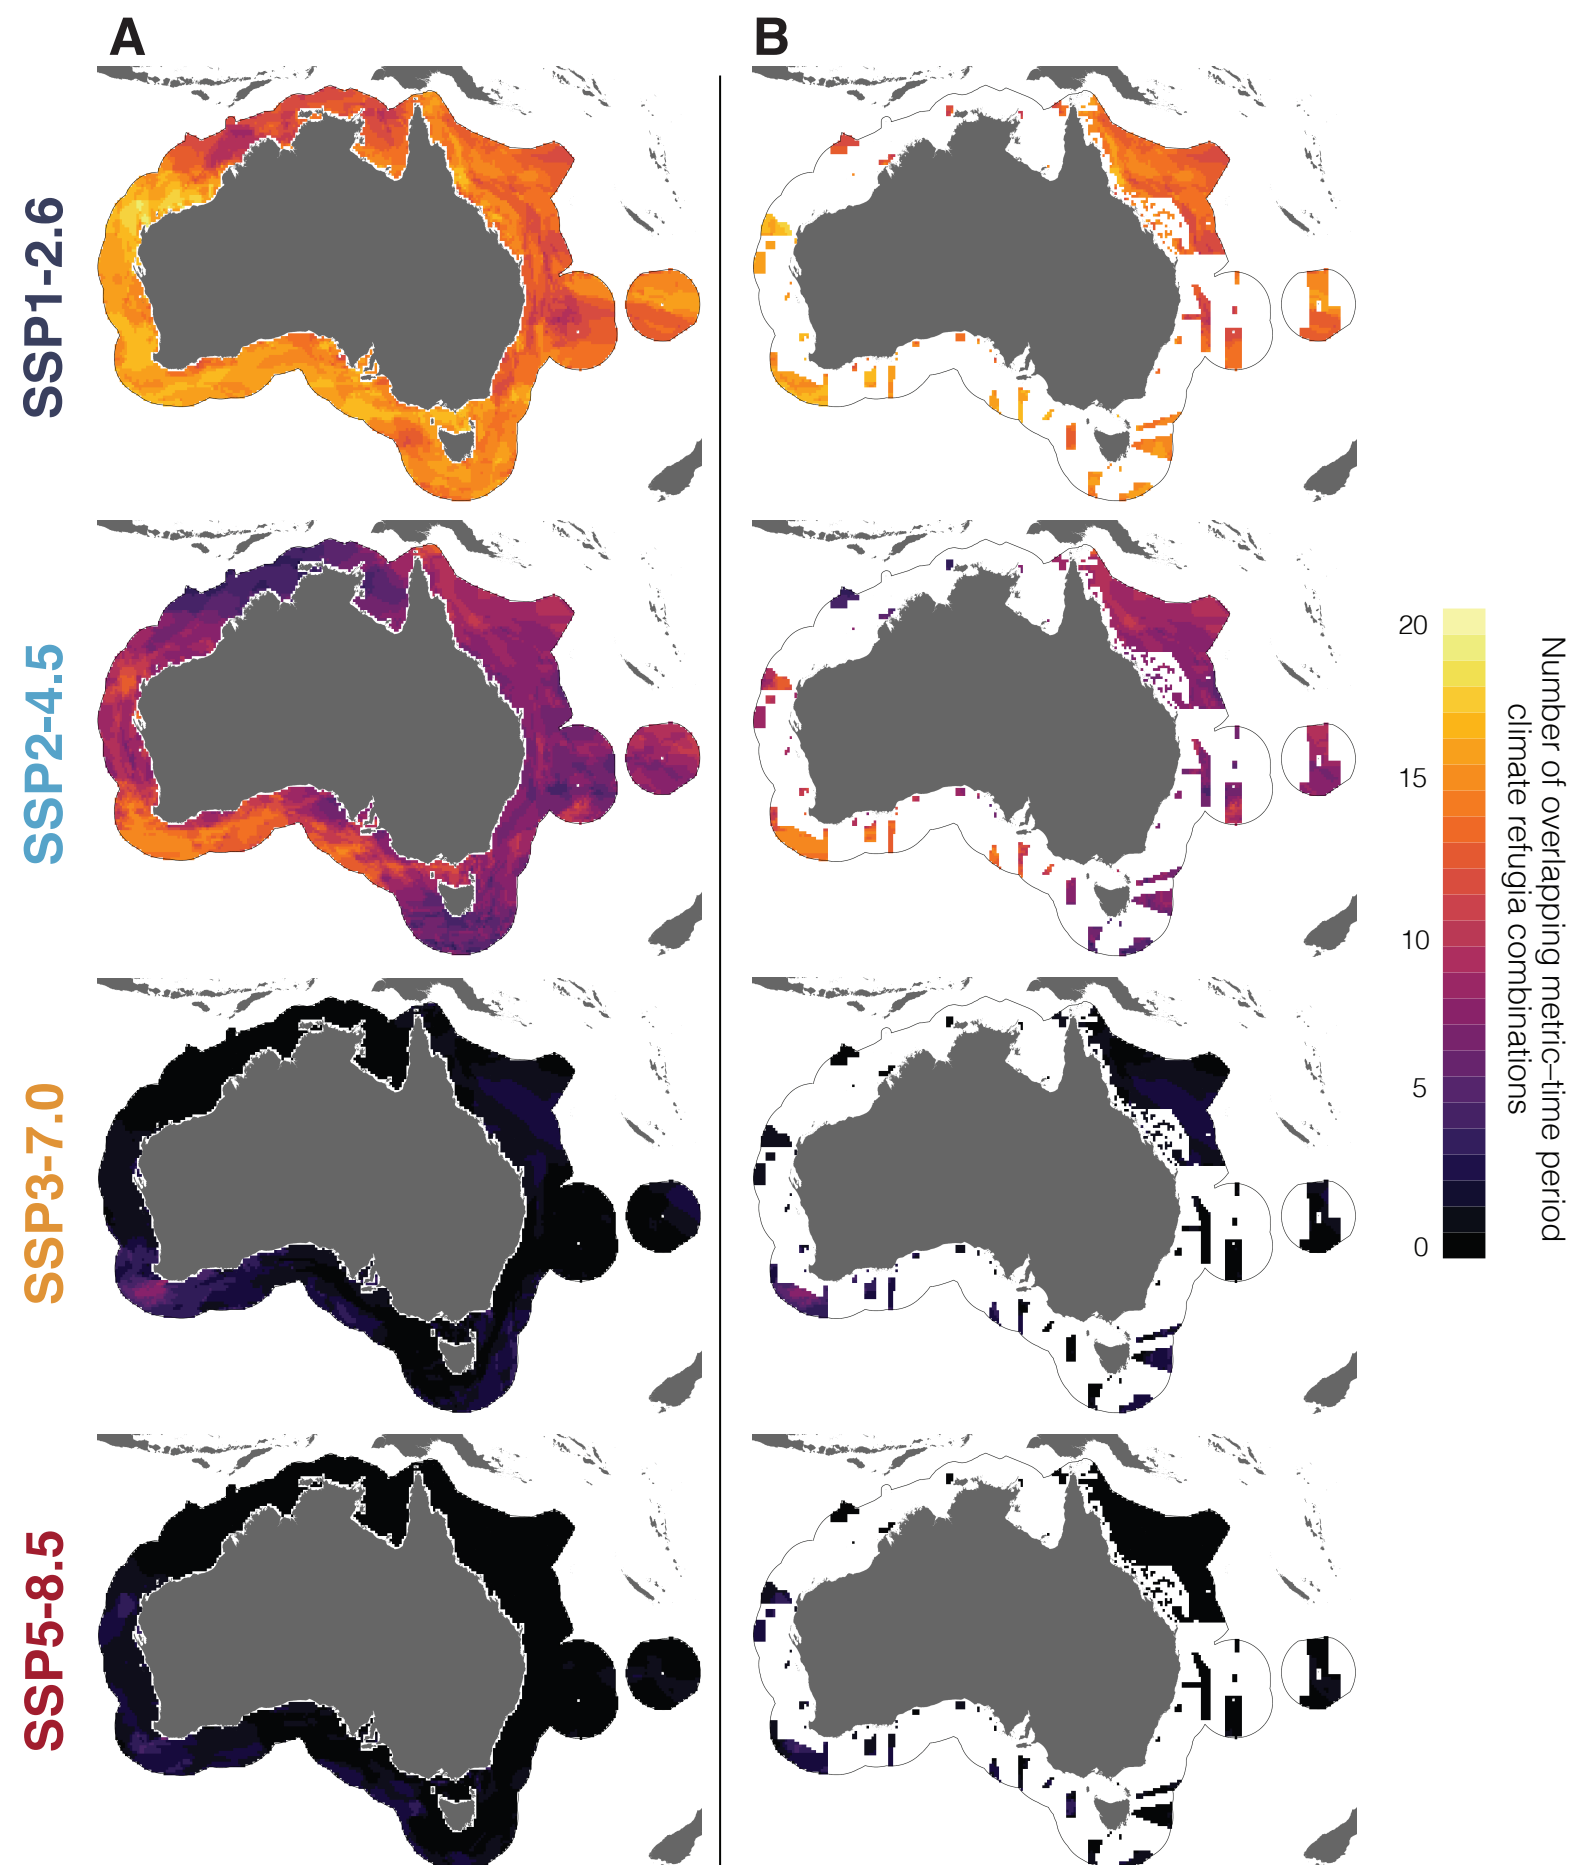 A
B
SSP1-2.6
SSP2-4.5
SSP3-7.0
SSP5-8.5
20
15
10
5
0
Number of overlapping metric–time period
climate refugia combinations